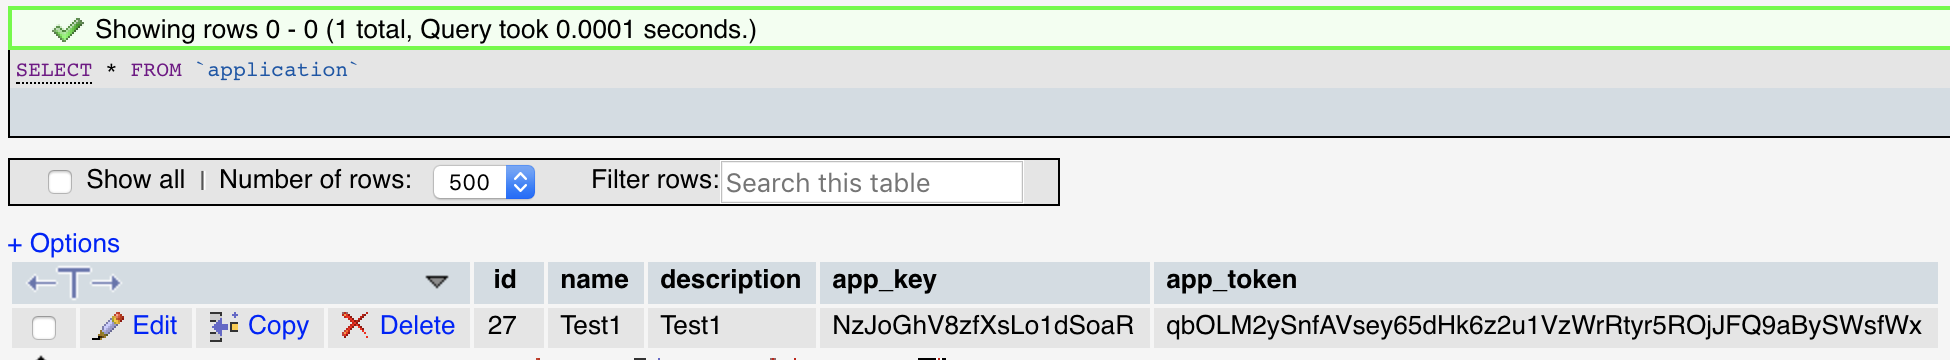 Showing rows 0 - 0 (1 total, Query took 0.0001 seconds.)
SELECT * FROM `application`
Show all | Number of rows: 500 Filter rows: Search this table
+ Options
←T→ id name description app_key app_token
Edit Copy Delete 27 Test1 Test1 NzJoGhV8zfXsLo1dSoaR qbOLM2ySnfAVsey65dHk6z2u1VzWrRtyr5ROjJFQ9aBySWsfWx